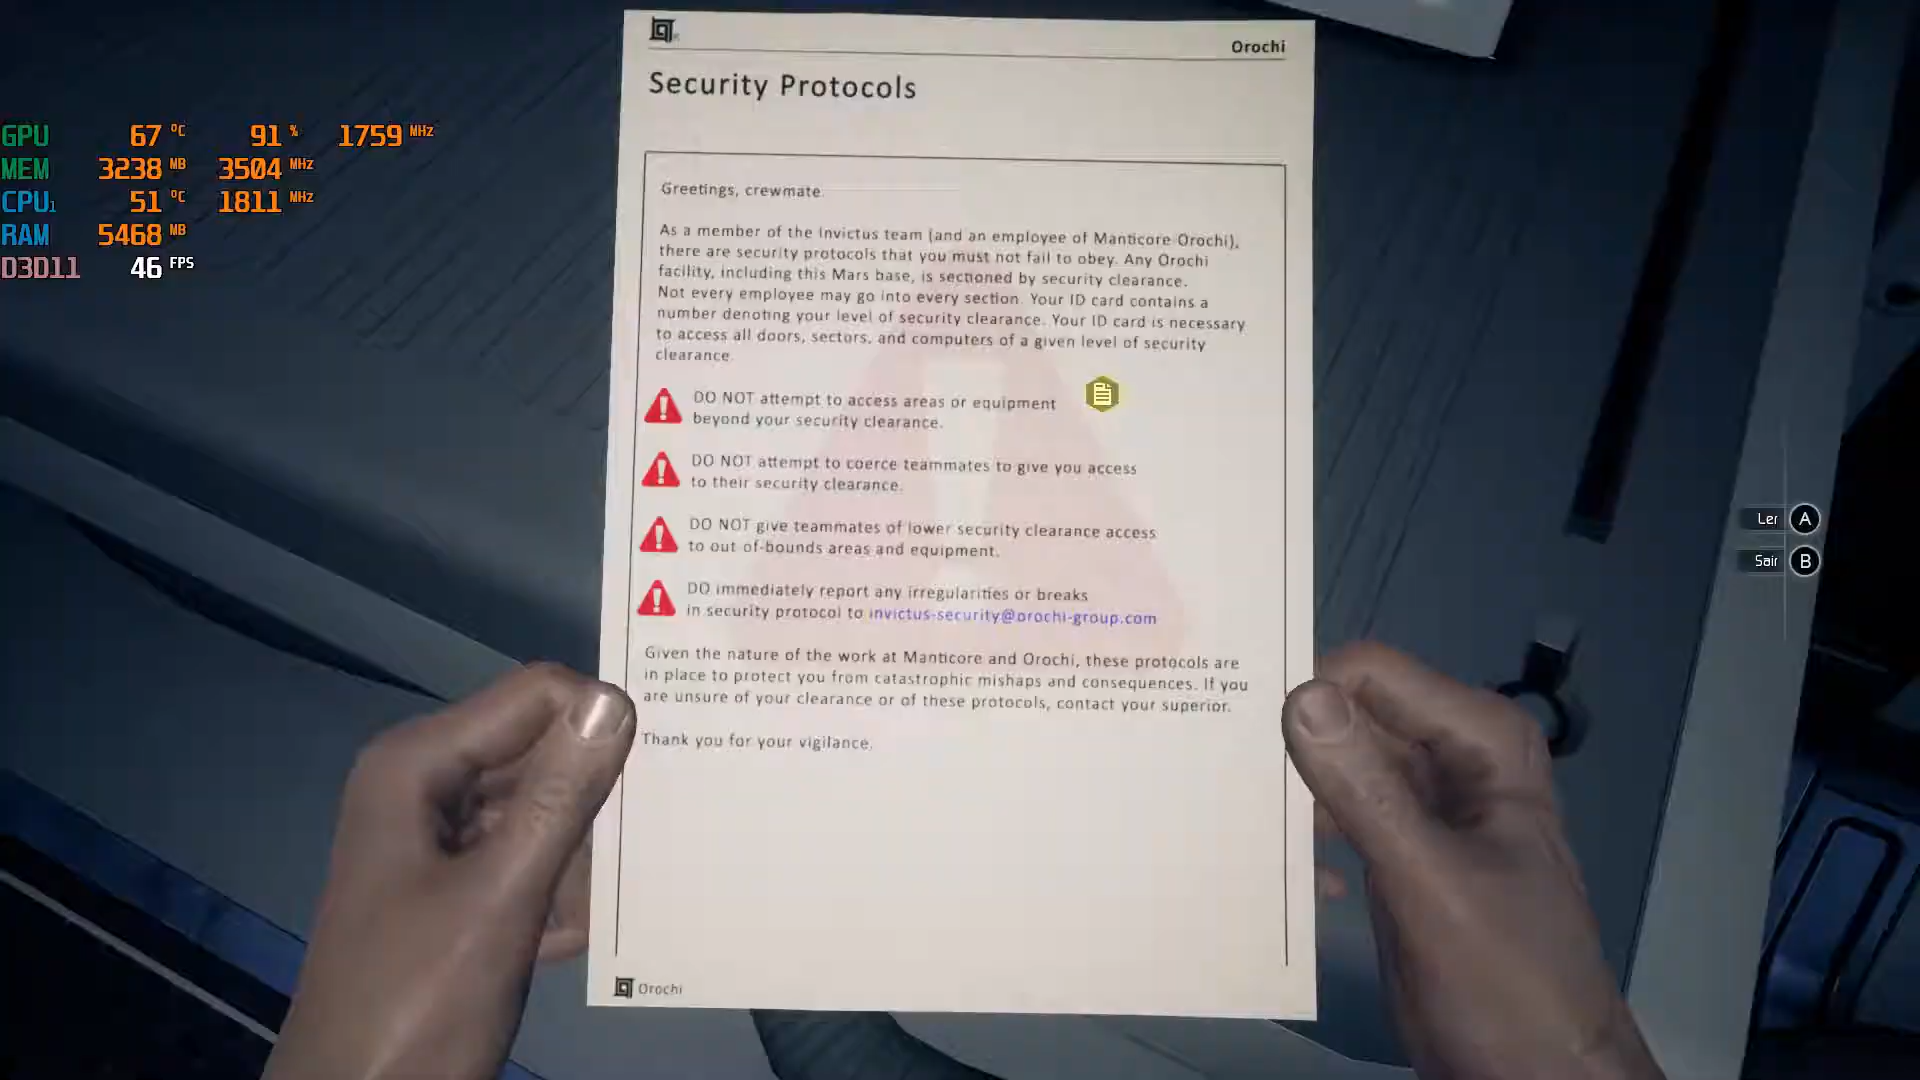 Orochi
Security Protocols
GPU 67 °C 91 % 1759 MHz
MEM 3238 MB 3504 MHz
CPU1 51 °C 1811 MHz
RAM 5468 MB
D3D11 46 FPS
Greetings, crewmate.
As a member of the Invictus team (and an employee of Manticore Orochi),
there are security protocols that you must not fail to obey. Any Orochi
facility, including this Mars base, is sectioned by security clearance.
Not every employee may go into every section. Your ID card contains a
number denoting your level of security clearance. Your ID card is necessary
to access all doors, sectors, and computers of a given level of security
clearance.
DO NOT attempt to access areas or equipment
beyond your security clearance.
DO NOT attempt to coerce teammates to give you access
to their security clearance.
DO NOT give teammates of lower security clearance access
to out of-bounds areas and equipment.
DO immediately report any irregularities or breaks
in security protocol to invictus-security@orochi-group.com
Given the nature of the work at Manticore and Orochi, these protocols are
in place to protect you from catastrophic mishaps and consequences. If you
are unsure of your clearance or of these protocols, contact your superior.
Thank you for your vigilance.
Orochi
Ler A
Sair B